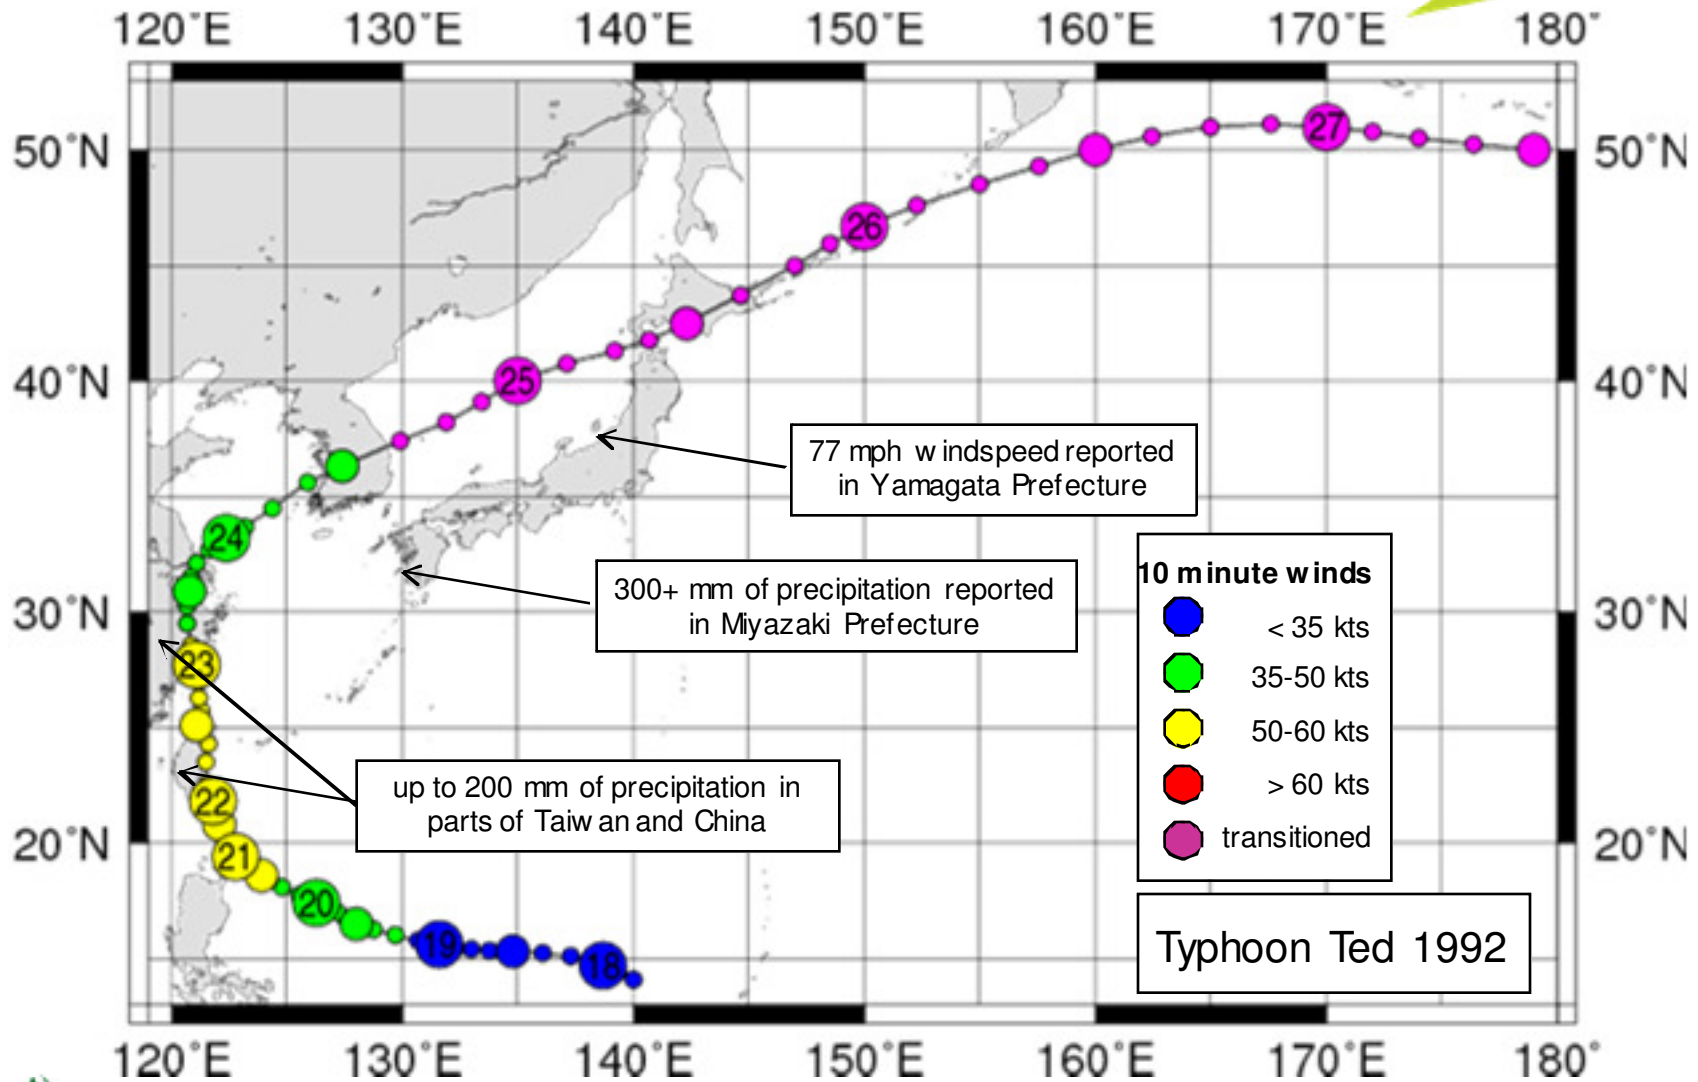 120°E 130°E 140°E 150°E 160°E 170°E 180°
50°N 50°N
40°N 40°N
30°N 30°N
20°N 20°N
27
26
25
24
23
22
21
20
19
18
77 mph windspeed reported
in Yamagata Prefecture
300+ mm of precipitation reported
in Miyazaki Prefecture
up to 200 mm of precipitation in
parts of Taiwan and China
10 minute winds
< 35 kts
35-50 kts
50-60 kts
> 60 kts
transitioned
Typhoon Ted 1992
120°E 130°E 140°E 150°E 160°E 170°E 180°